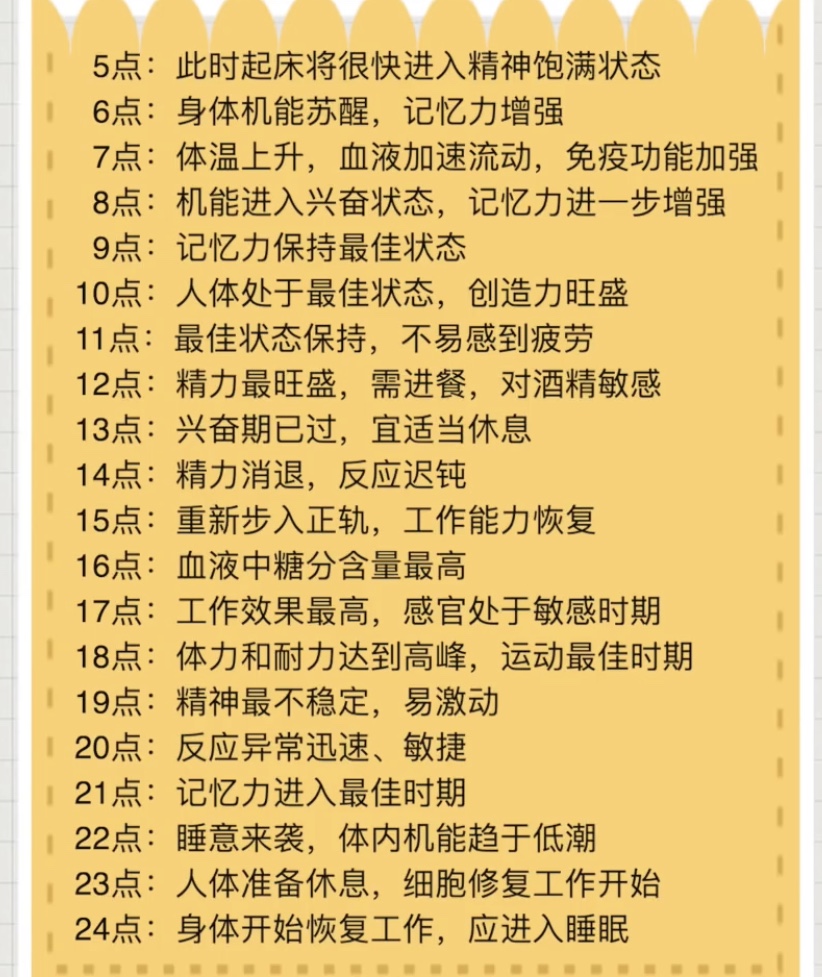 5点：此时起床将很快进入精神饱满状态
6点：身体机能苏醒，记忆力增强
7点：体温上升，血液加速流动，免疫功能加强
8点：机能进入兴奋状态，记忆力进一步增强
9点：记忆力保持最佳状态
10点：人体处于最佳状态，创造力旺盛
11点：最佳状态保持，不易感到疲劳
12点：精力最旺盛，需进餐，对酒精敏感
13点：兴奋期已过，宜适当休息
14点：精力消退，反应迟钝
15点：重新步入正轨，工作能力恢复
16点：血液中糖分含量最高
17点：工作效果最高，感官处于敏感时期
18点：体力和耐力达到高峰，运动最佳时期
19点：精神最不稳定，易激动
20点：反应异常迅速、敏捷
21点：记忆力进入最佳时期
22点：睡意来袭，体内机能趋于低潮
23点：人体准备休息，细胞修复工作开始
24点：身体开始恢复工作，应进入睡眠